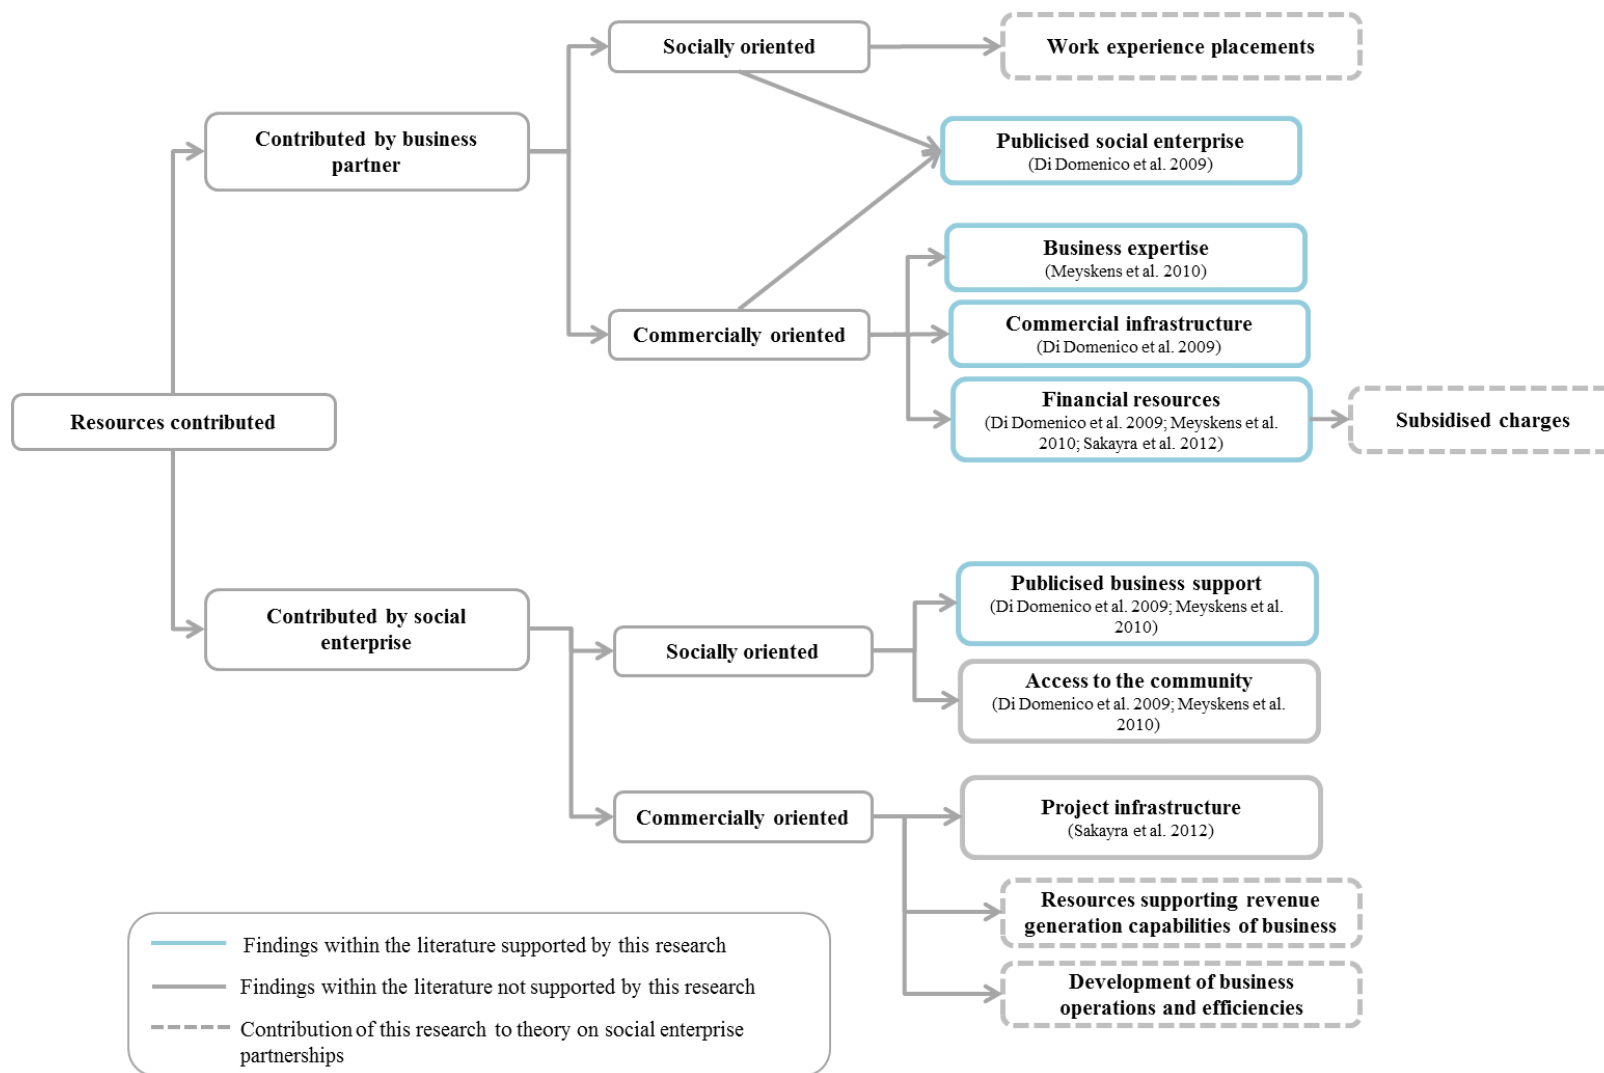 Socially oriented
Work experience placements
Contributed by business
partner
Publicised social enterprise
(Di Domenico et al. 2009)
Business expertise
(Meyskens et al. 2010)
Commercially oriented
Commercial infrastructure
(Di Domenico et al. 2009)
Resources contributed
Financial resources
(Di Domenico et al. 2009; Meyskens et al.
2010; Sakayra et al. 2012)
Subsidised charges
Contributed by social
enterprise
Socially oriented
Publicised business support
(Di Domenico et al. 2009; Meyskens et al.
2010)
Access to the community
(Di Domenico et al. 2009; Meyskens et al.
2010)
Commercially oriented
Project infrastructure
(Sakayra et al. 2012)
Resources supporting revenue
generation capabilities of business
Development of business
operations and efficiencies
Findings within the literature supported by this research
Findings within the literature not supported by this research
Contribution of this research to theory on social enterprise
partnerships